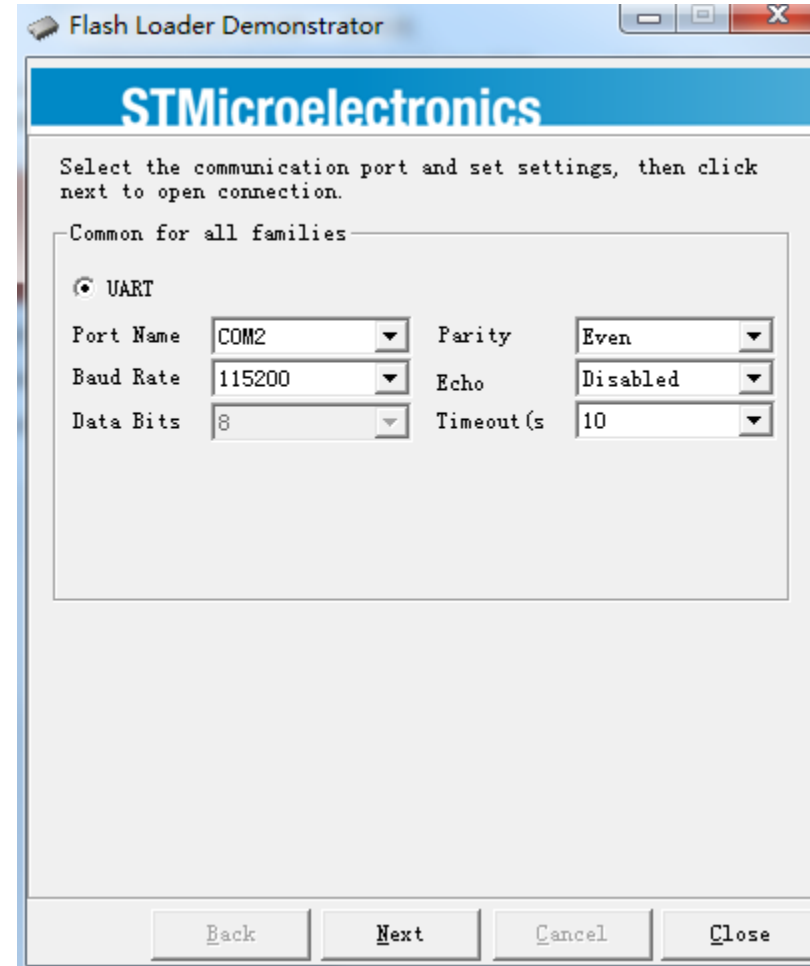 Flash Loader Demonstrator
STMicroelectronics
Select the communication port and set settings, then click
next to open connection.
Common for all families
UART
Port Name COM2 Parity Even
Baud Rate 115200 Echo Disabled
Data Bits 8 Timeout(s 10
Back Next Cancel Close